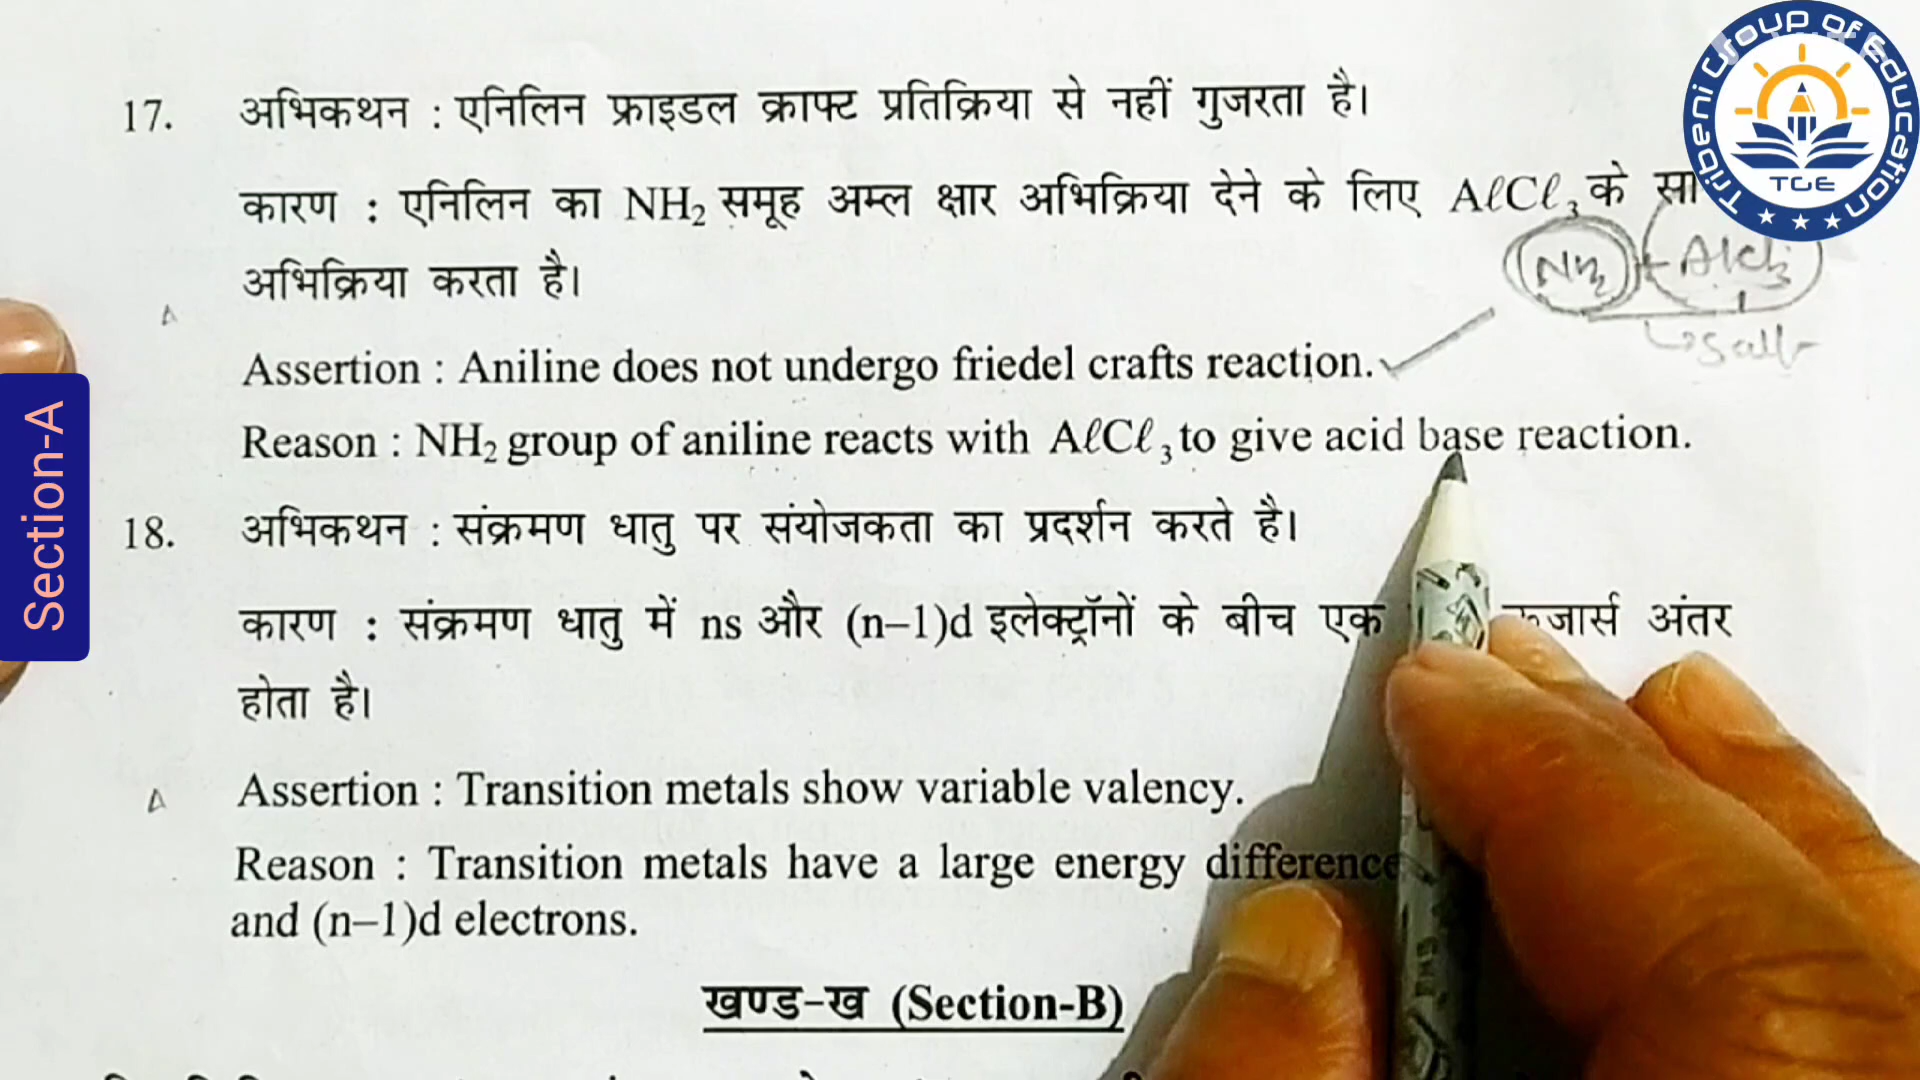 17. अभिकथन : एनिलिन फ्राइडल क्राफ्ट प्रतिक्रिया से नहीं गुजरता है।
कारण : एनिलिन का NH₂ समूह अम्ल क्षार अभिक्रिया देने के लिए AℓCℓ₃ के
अभिक्रिया करता है।
NH₂ + AlCl₃
→ salt
Assertion : Aniline does not undergo friedel crafts reaction.
Reason : NH₂ group of aniline reacts with AℓCℓ₃ to give acid base reaction.
18. अभिकथन : संक्रमण धातु पर संयोजकता का प्रदर्शन करते है।
कारण : संक्रमण धातु में ns और (n–1)d इलेक्ट्रॉनों के बीच एक अंतर
होता है।
Assertion : Transition metals show variable valency.
Reason : Transition metals have a large energy difference
and (n–1)d electrons.
खण्ड-ख (Section-B)
Section-A
Tribeni Group of Education
TGE